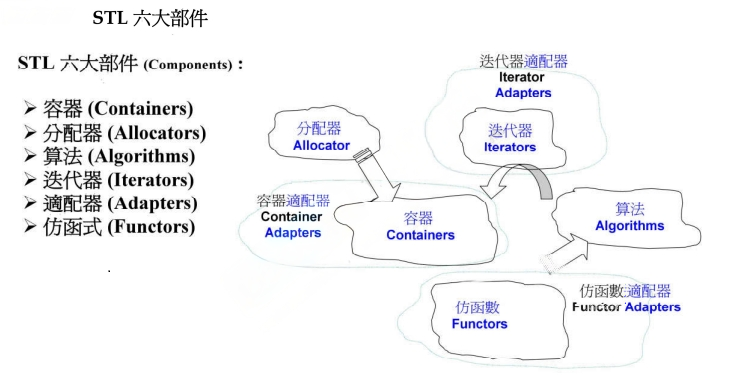 STL 六大部件
STL 六大部件 (Components) :
➢ 容器 (Containers)
➢ 分配器 (Allocators)
➢ 算法 (Algorithms)
➢ 迭代器 (Iterators)
➢ 適配器 (Adapters)
➢ 仿函式 (Functors)
迭代器適配器
Iterator
Adapters
分配器
Allocator
迭代器
Iterators
容器適配器
Container
Adapters
容器
Containers
算法
Algorithms
仿函數
Functors
仿函數適配器
Functor Adapters